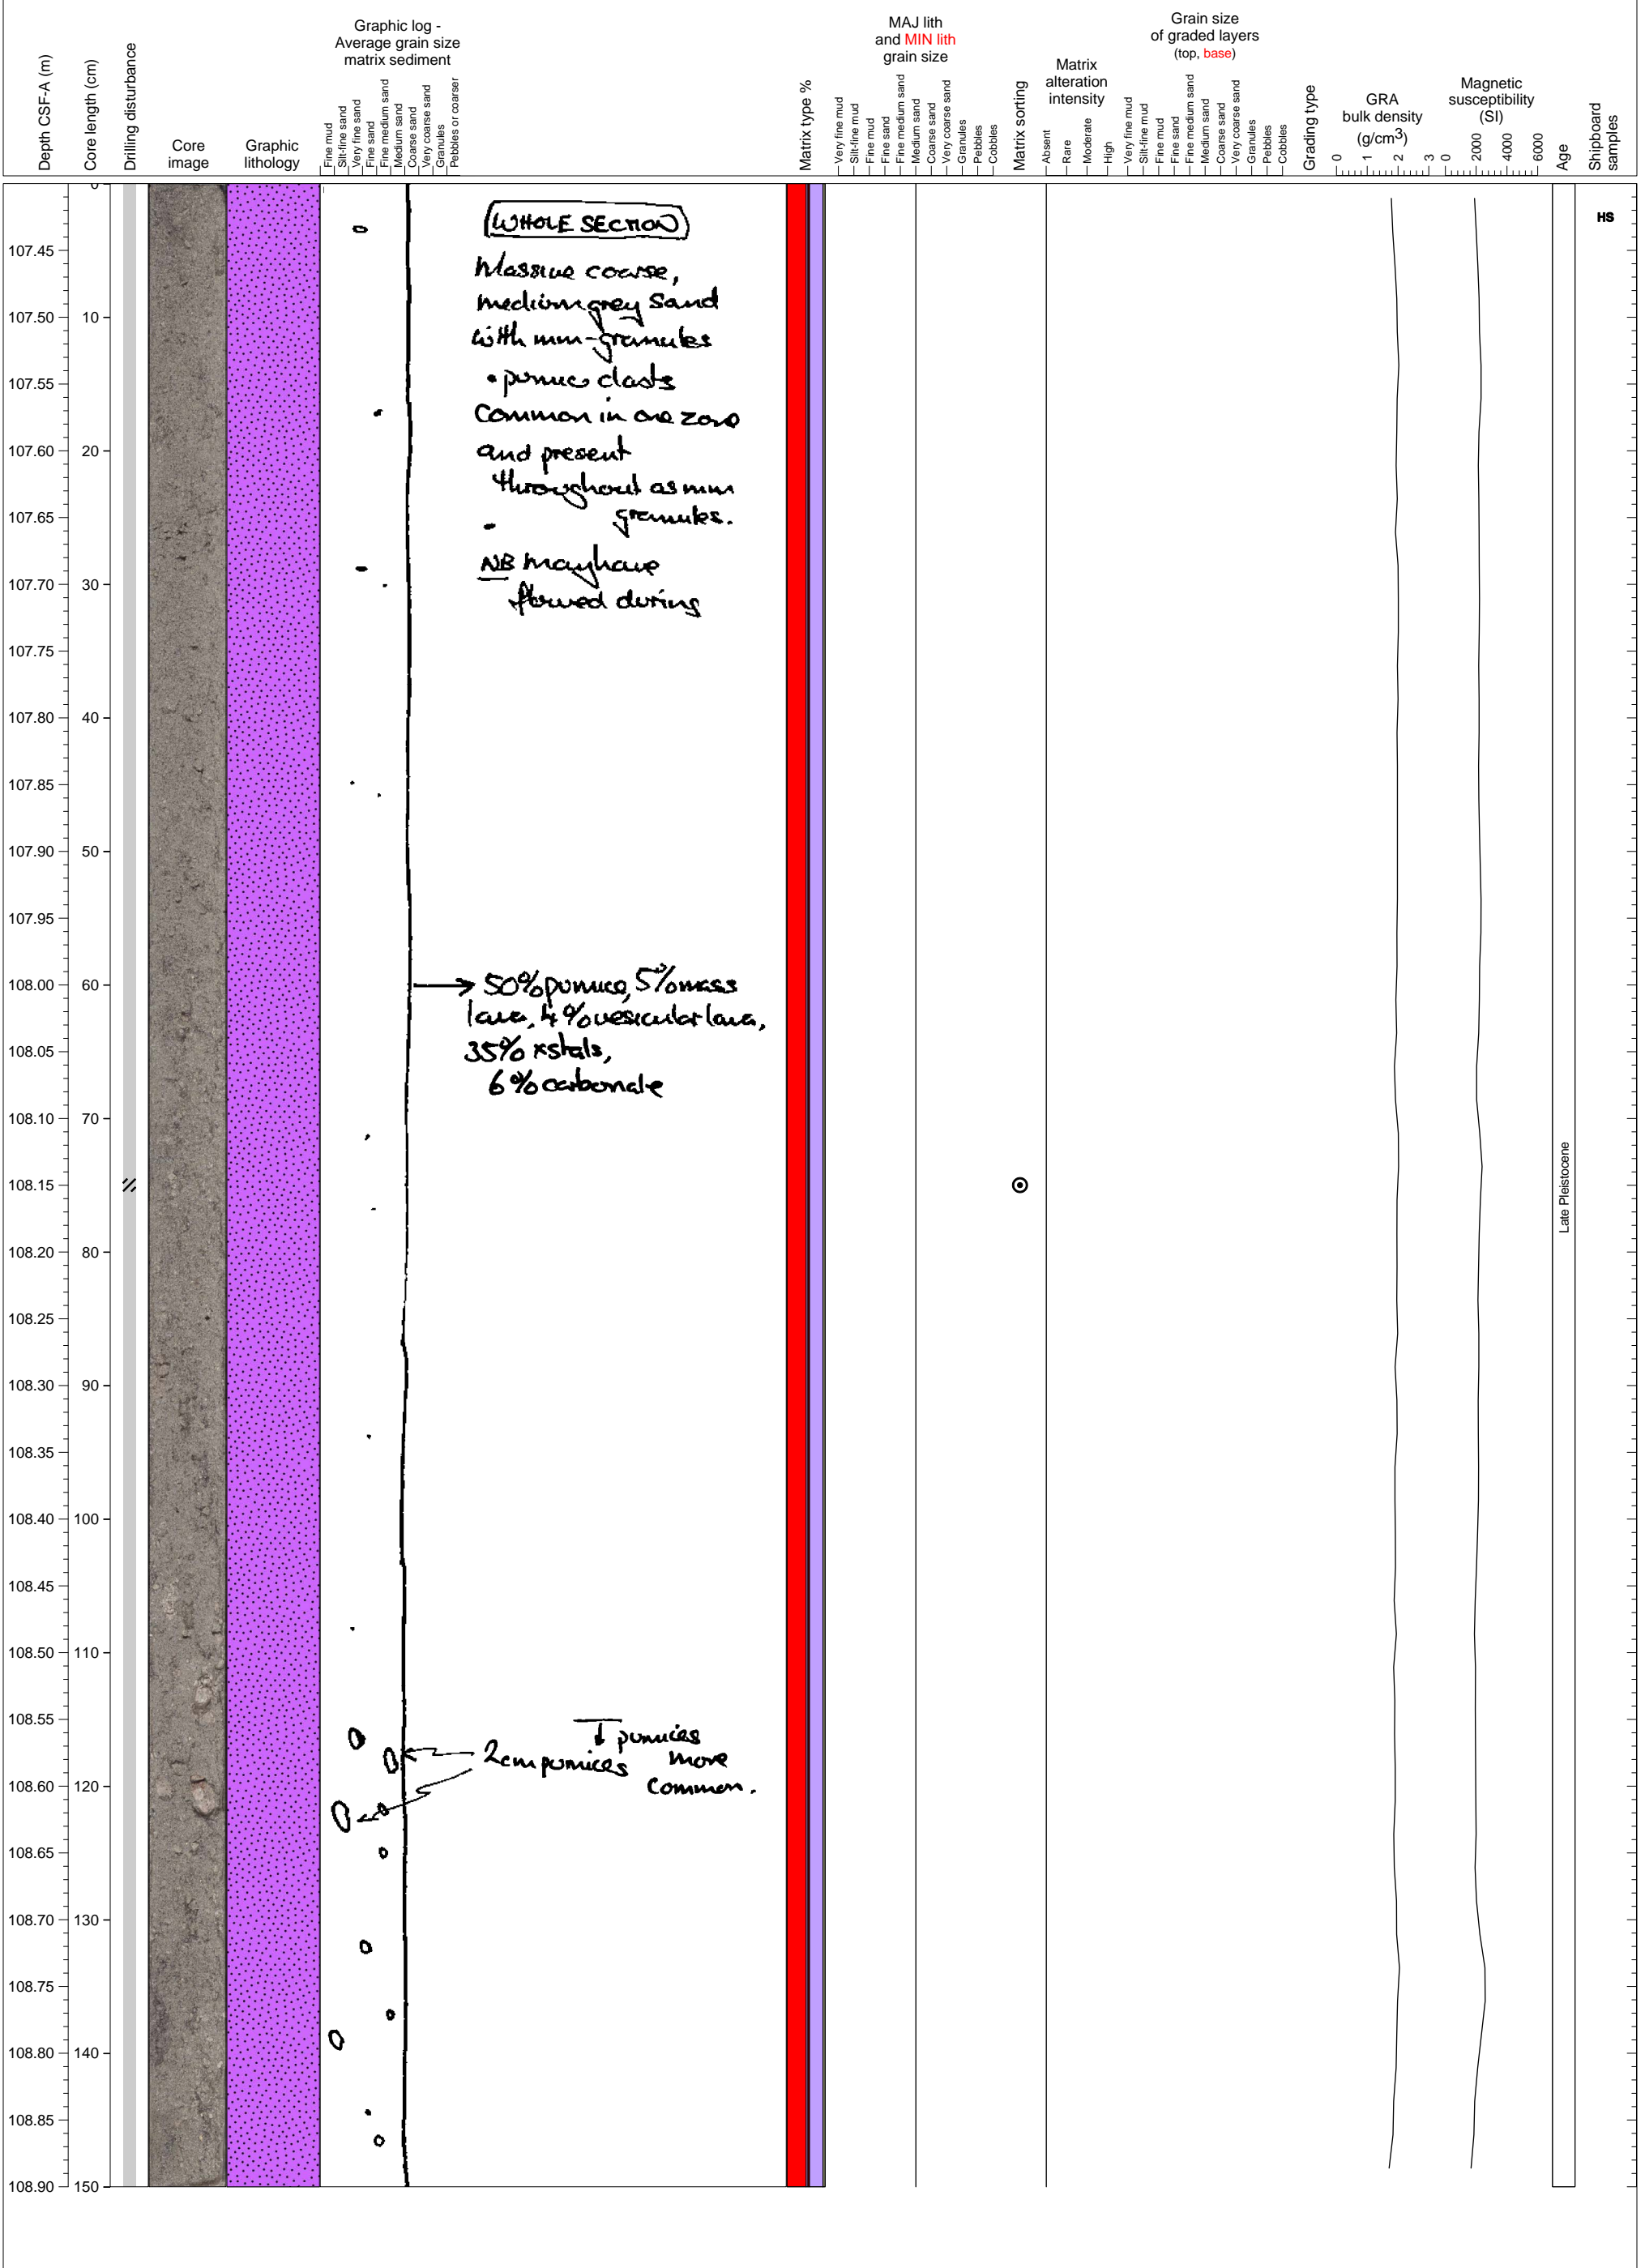 Depth CSF-A (m)
Core length (cm)
Drilling disturbance
Core
image
Graphic
lithology
Graphic log -
Average grain size
matrix sediment
Fine mud
Silt-fine sand
Very fine sand
Fine sand
Fine medium sand
Medium sand
Coarse sand
Very coarse sand
Granules
Pebbles or coarser
Matrix type %
MAJ lith
and MIN lith
grain size
Very fine mud
Silt-fine mud
Fine mud
Fine sand
Fine medium sand
Medium sand
Coarse sand
Very coarse sand
Granules
Pebbles
Cobbles
Matrix sorting
Matrix
alteration
intensity
Absent
Rare
Moderate
High
Grain size
of graded layers
(top, base)
Very fine mud
Silt-fine mud
Fine mud
Fine sand
Fine medium sand
Medium sand
Coarse sand
Very coarse sand
Granules
Pebbles
Cobbles
Grading type
GRA
bulk density
(g/cm3)
0 1 2 3
Magnetic
susceptibility
(SI)
0 2000 4000 6000
Age
Shipboard
samples
0
107.45
107.50 10
107.55
107.60 20
107.65
107.70 30
107.75
107.80 40
107.85
107.90 50
107.95
108.00 60
108.05
108.10 70
108.15
108.20 80
108.25
108.30 90
108.35
108.40 100
108.45
108.50 110
108.55
108.60 120
108.65
108.70 130
108.75
108.80 140
108.85
108.90 150
WHOLE SECTION
Massive coarse,
medium grey sand
with mm-granules
• pumice clasts
Common in one zone
and present
throughout as mm
granules.
NB may have
flowed during
50% pumice, 5% mass
lava, 4% vesicular lava,
35% xstals,
6% carbonate
2cm pumices
↓ pumices
more
common.
Late Pleistocene
HS